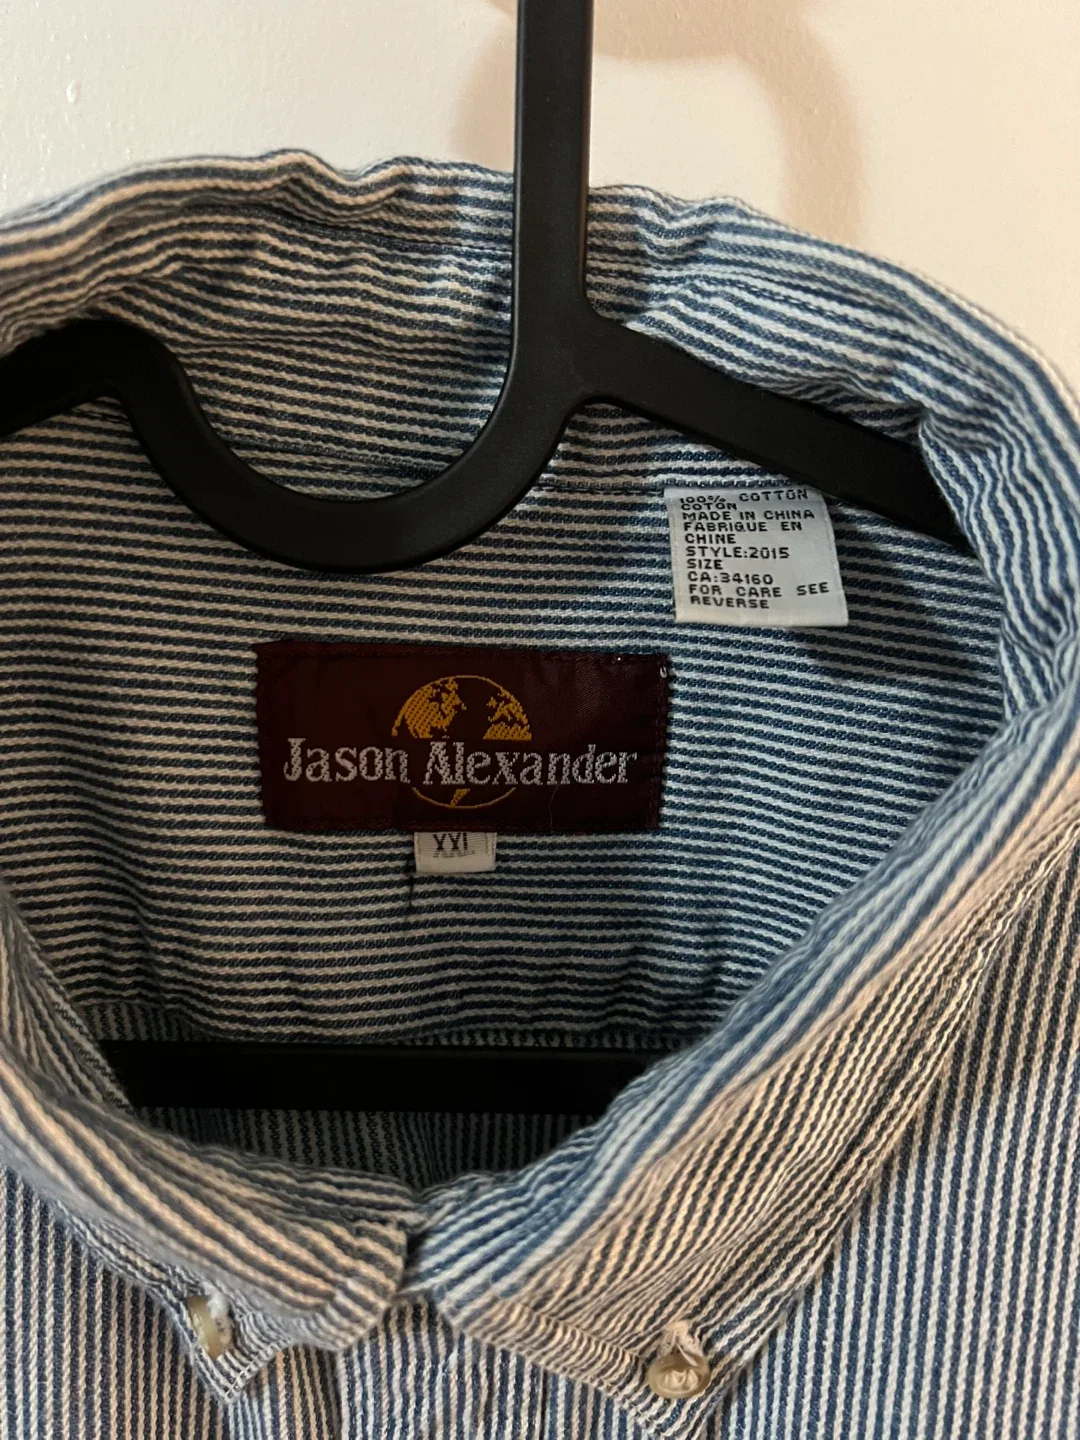 100% COTTON
COTON
MADE IN CHINA
FABRIQUE EN
CHINE
STYLE:2015
SIZE
CA:34160
FOR CARE SEE
REVERSE
Jason Alexander
XXL